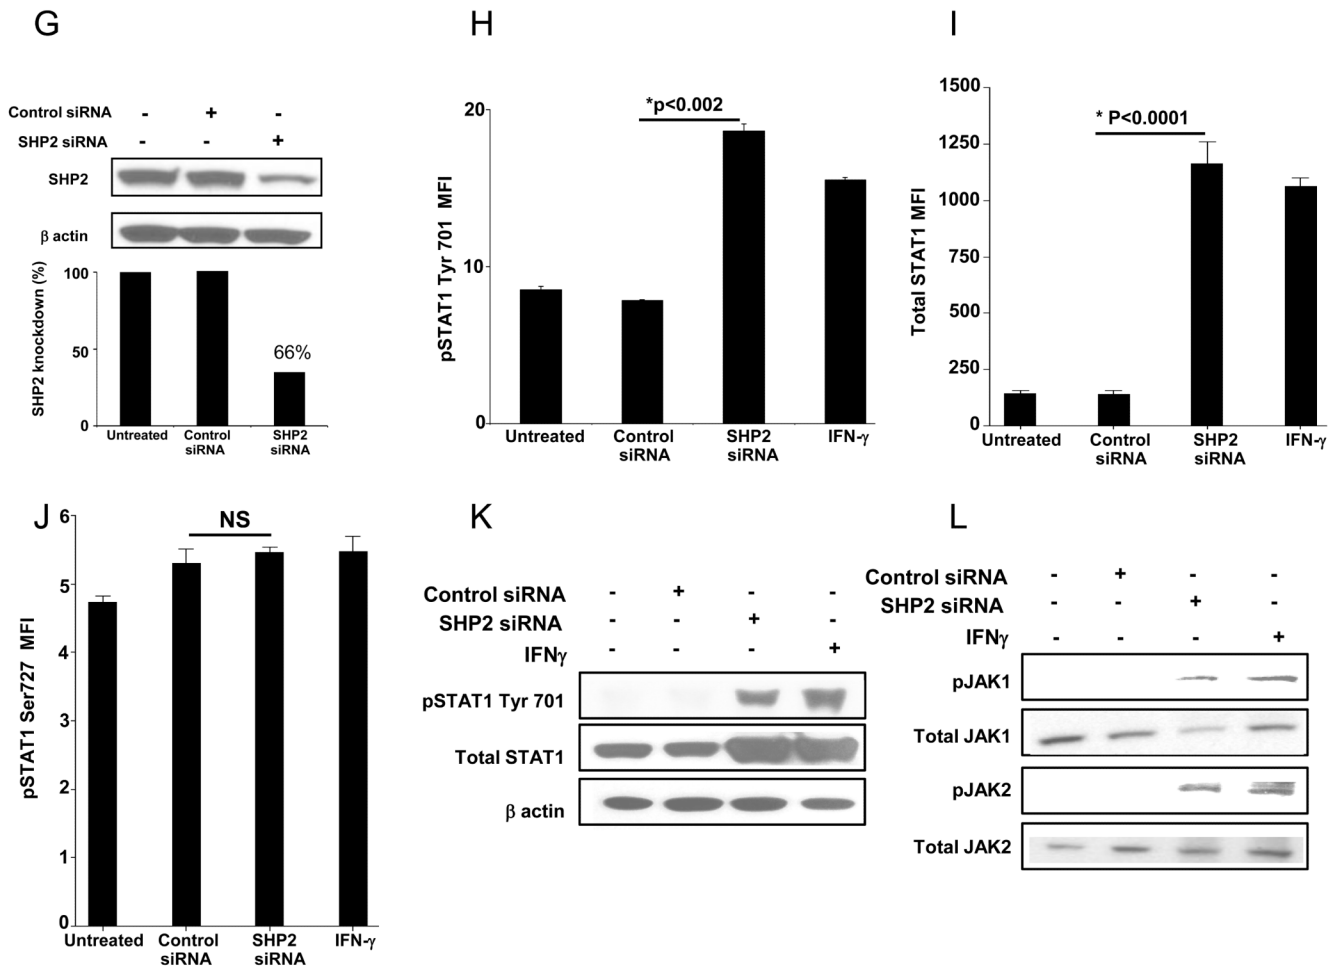 G
Control siRNA - + -
SHP2 siRNA - - +
SHP2
β actin
SHP2 knockdown (%)
100
50
0
66%
Untreated
Control
siRNA
SHP2
siRNA
H
pSTAT1 Tyr 701 MFI
20
10
0
*p<0.002
Untreated
Control
siRNA
SHP2
siRNA
IFN-γ
I
Total STAT1 MFI
1500
1250
1000
750
500
250
0
* P<0.0001
Untreated
Control
siRNA
SHP2
siRNA
IFN-γ
J
pSTAT1 Ser727 MFI
6
5
4
3
2
1
0
NS
Untreated
Control
siRNA
SHP2
siRNA
IFN-γ
K
Control siRNA - + - -
SHP2 siRNA - - + -
IFNγ - - - +
pSTAT1 Tyr 701
Total STAT1
β actin
L
Control siRNA - + - -
SHP2 siRNA - - + -
IFNγ - - - +
pJAK1
Total JAK1
pJAK2
Total JAK2